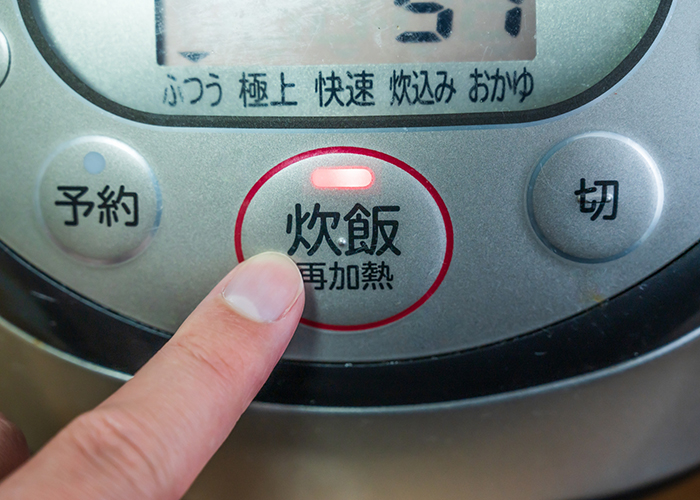 51
ふつう 極上 快速 炊込み おかゆ
予約
炊飯
再加熱
切